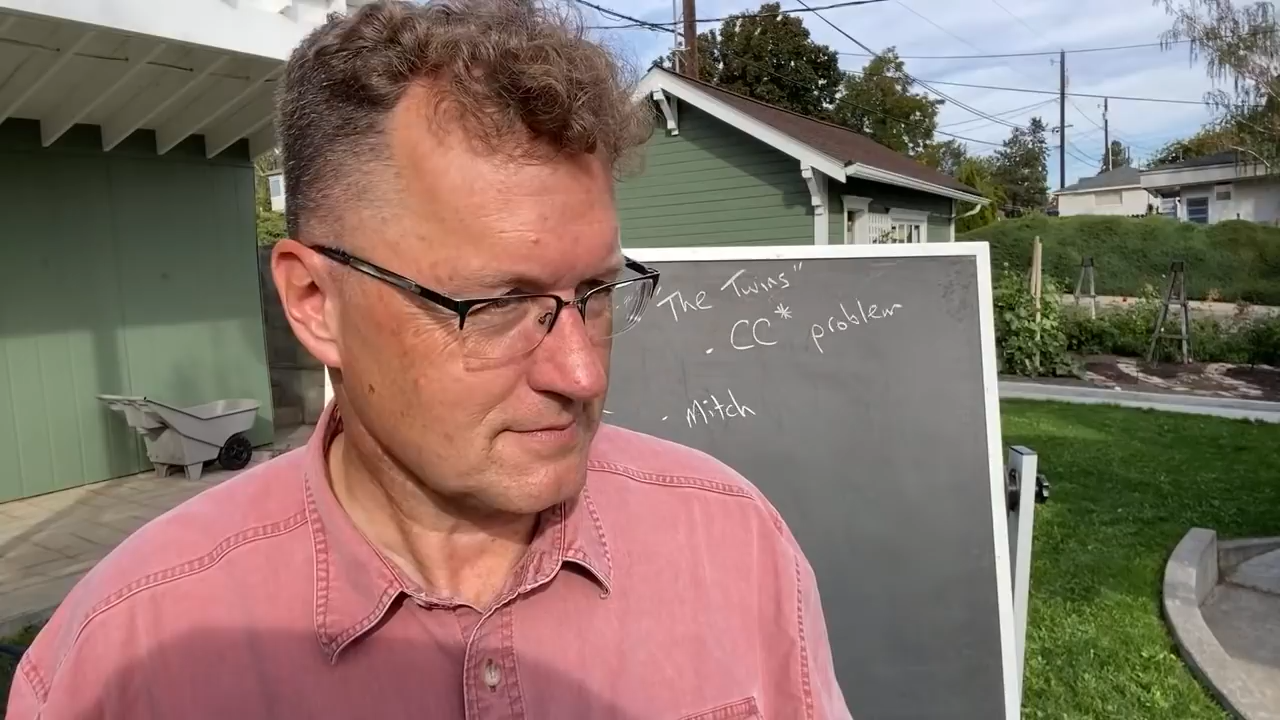 "The Twins"
. CC* problem
- Mitch